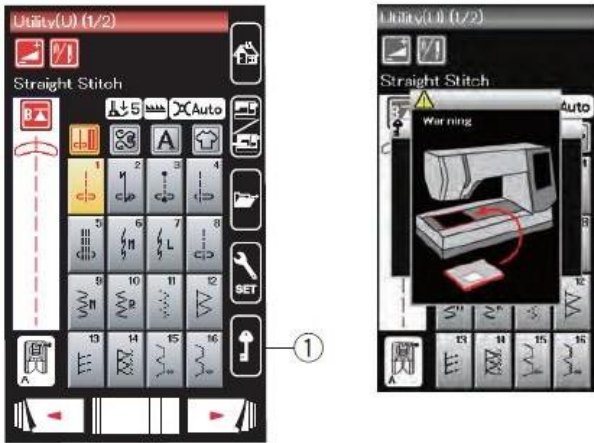 Utility(U) (1/2)
Straight Stitch
B
5 Auto
A
1 2 3 4
5 6 7 8
M L
9 10 11 12
M R
SET
13 14 15 16
A
1
Utility(U) (1/2)
Straight Stitch
Auto
Warning
12
13 14 15 16
A